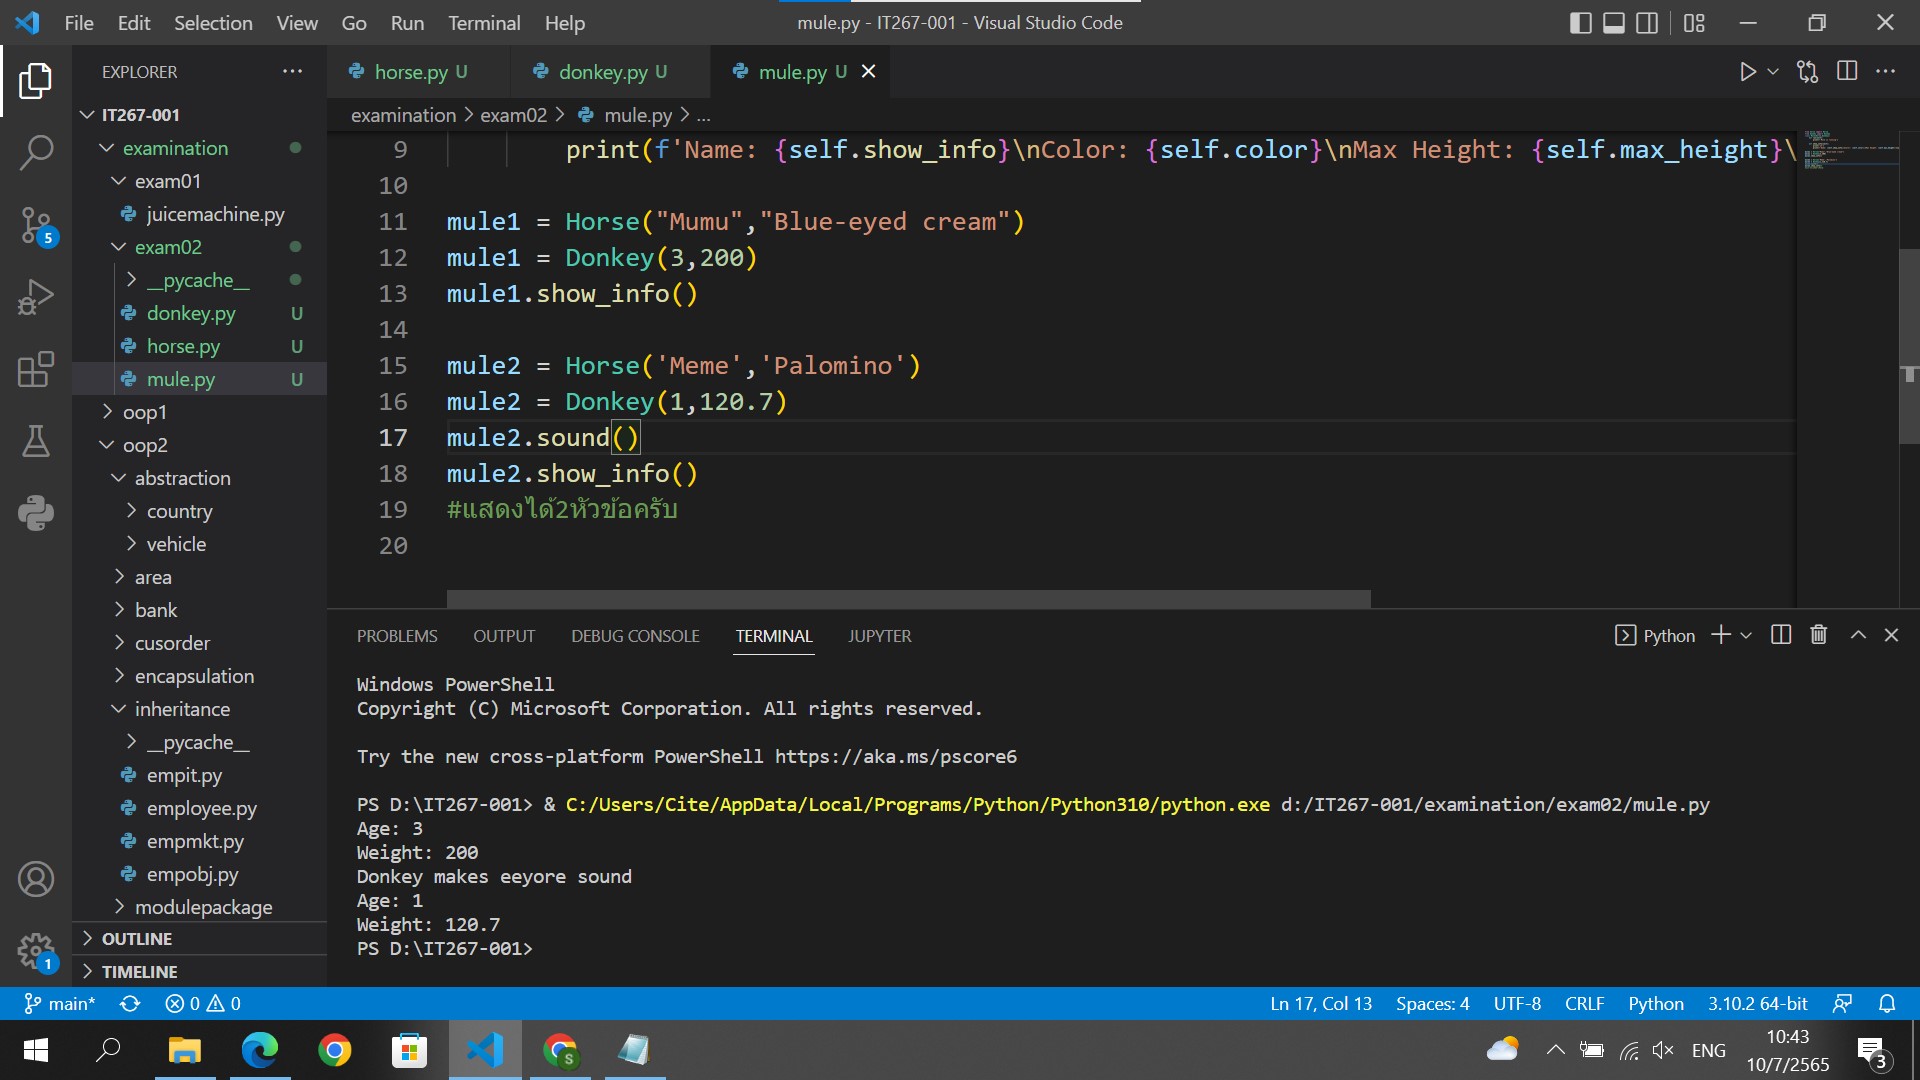 File Edit Selection View Go Run Terminal Help
mule.py - IT267-001 - Visual Studio Code
EXPLORER
IT267-001
examination
exam01
juicemachine.py
exam02
__pycache__
donkey.py U
horse.py U
mule.py U
oop1
oop2
abstraction
country
vehicle
area
bank
cusorder
encapsulation
inheritance
__pycache__
empit.py
employee.py
empmkt.py
empobj.py
modulepackage
OUTLINE
TIMELINE
5
1
horse.py U
donkey.py U
mule.py U
examination > exam02 > mule.py > ...
9 print(f'Name: {self.show_info}\nColor: {self.color}\nMax Height: {self.max_height}\
10
11 mule1 = Horse("Mumu","Blue-eyed cream")
12 mule1 = Donkey(3,200)
13 mule1.show_info()
14
15 mule2 = Horse('Meme','Palomino')
16 mule2 = Donkey(1,120.7)
17 mule2.sound()
18 mule2.show_info()
19 #แสดงได้2หัวข้อครับ
20
PROBLEMS OUTPUT DEBUG CONSOLE TERMINAL JUPYTER
Python
Windows PowerShell
Copyright (C) Microsoft Corporation. All rights reserved.
Try the new cross-platform PowerShell https://aka.ms/pscore6
PS D:\IT267-001> & C:/Users/Cite/AppData/Local/Programs/Python/Python310/python.exe d:/IT267-001/examination/exam02/mule.py
Age: 3
Weight: 200
Donkey makes eeyore sound
Age: 1
Weight: 120.7
PS D:\IT267-001>
main* 0 0
Ln 17, Col 13 Spaces: 4 UTF-8 CRLF Python 3.10.2 64-bit
S
ENG
10:43
10/7/2565
3